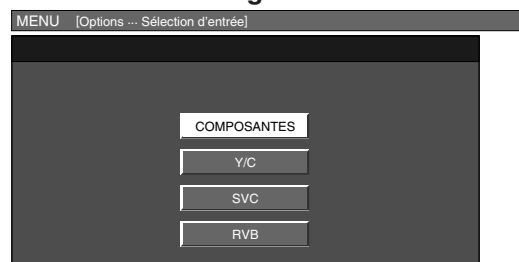 MENU [Options ··· Sélection d'entrée]
COMPOSANTES
Y/C
SVC
RVB